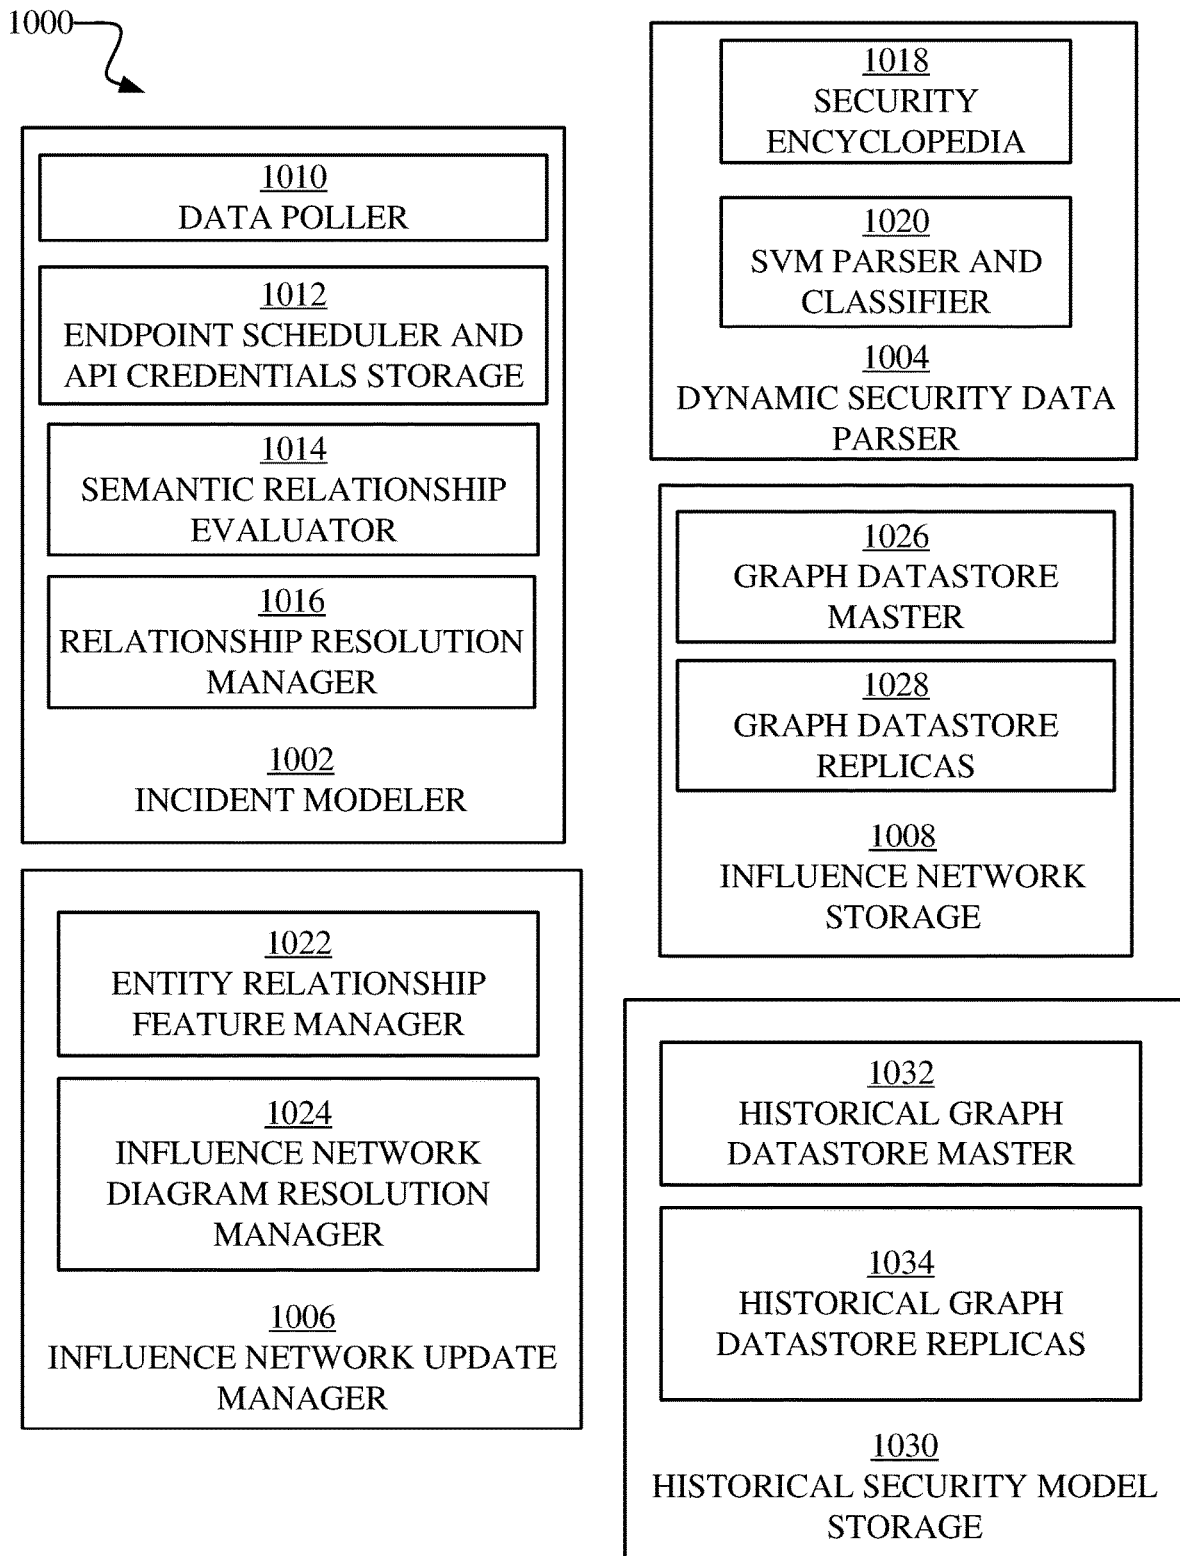 1000
1010
DATA POLLER
1012
ENDPOINT SCHEDULER AND
API CREDENTIALS STORAGE
1014
SEMANTIC RELATIONSHIP
EVALUATOR
1016
RELATIONSHIP RESOLUTION
MANAGER
1002
INCIDENT MODELER
1022
ENTITY RELATIONSHIP
FEATURE MANAGER
1024
INFLUENCE NETWORK
DIAGRAM RESOLUTION
MANAGER
1006
INFLUENCE NETWORK UPDATE
MANAGER
1018
SECURITY
ENCYCLOPEDIA
1020
SVM PARSER AND
CLASSIFIER
1004
DYNAMIC SECURITY DATA
PARSER
1026
GRAPH DATASTORE
MASTER
1028
GRAPH DATASTORE
REPLICAS
1008
INFLUENCE NETWORK
STORAGE
1032
HISTORICAL GRAPH
DATASTORE MASTER
1034
HISTORICAL GRAPH
DATASTORE REPLICAS
1030
HISTORICAL SECURITY MODEL
STORAGE